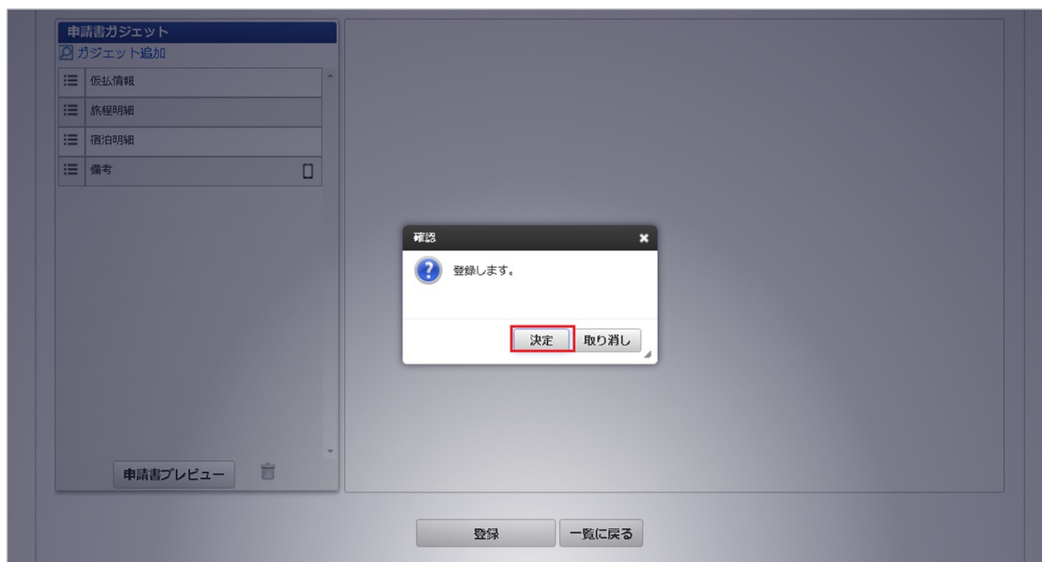 申請書ガジェット
ガジェット追加
仮払情報
旅程明細
宿泊明細
備考
確認
登録します。
決定 取り消し
申請書プレビュー
登録 一覧に戻る